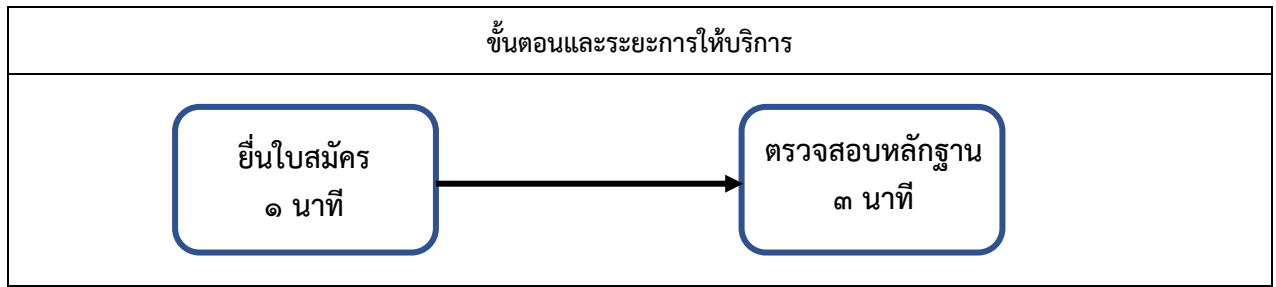 ขั้นตอนและระยะการให้บริการ
ยื่นใบสมัคร
๑ นาที
ตรวจสอบหลักฐาน
๓ นาที